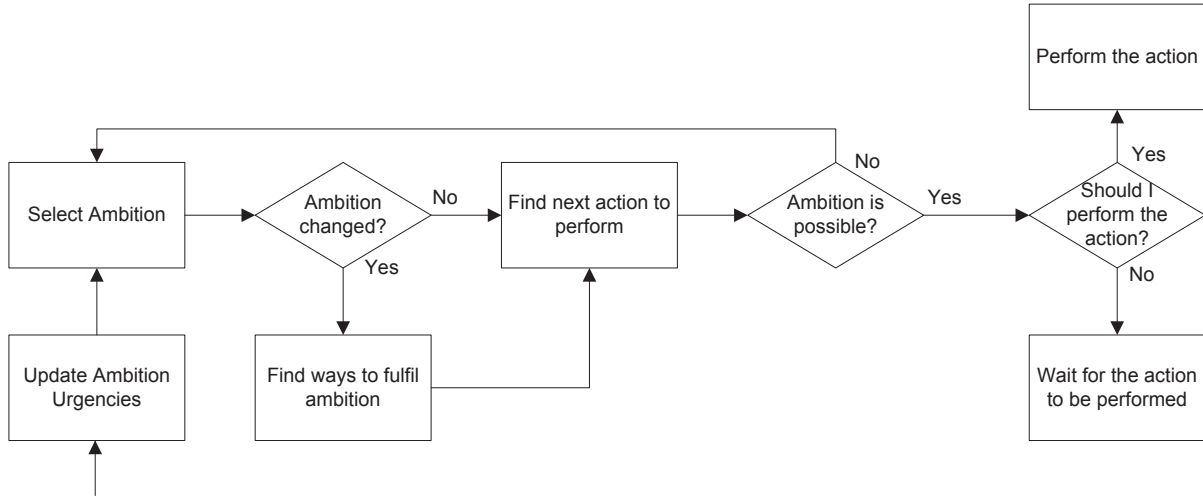 Perform the action
Select Ambition
Ambition
changed?
No
Yes
Find next action to
perform
Ambition is
possible?
No
Yes
Should I
perform the
action?
Yes
No
Update Ambition
Urgencies
Find ways to fulfil
ambition
Wait for the action
to be performed